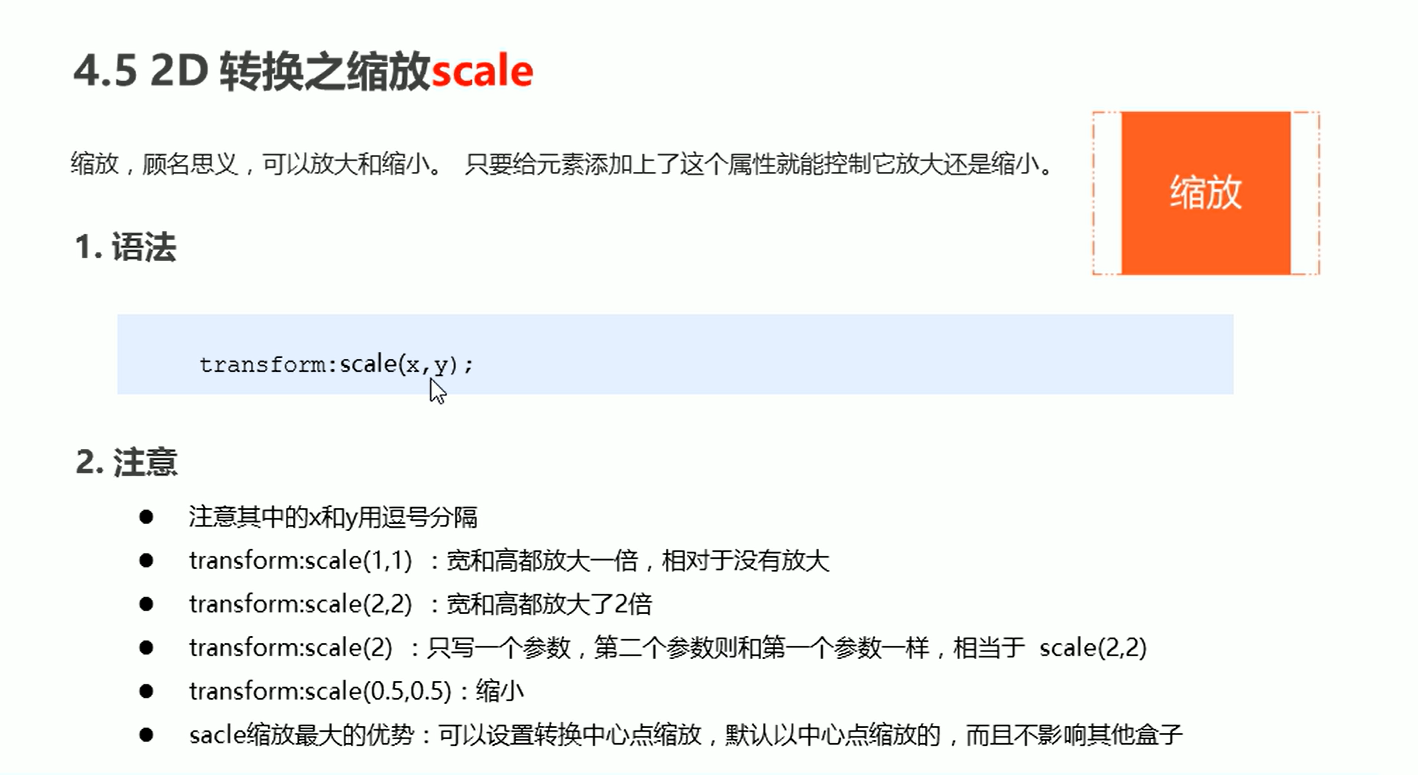 4.5 2D 转换之缩放scale
缩放，顾名思义，可以放大和缩小。 只要给元素添加上了这个属性就能控制它放大还是缩小。
缩放
1. 语法
transform:scale(x,y);
2. 注意
● 注意其中的x和y用逗号分隔
● transform:scale(1,1) ：宽和高都放大一倍，相对于没有放大
● transform:scale(2,2) ：宽和高都放大了2倍
● transform:scale(2) ：只写一个参数，第二个参数则和第一个参数一样，相当于 scale(2,2)
● transform:scale(0.5,0.5)：缩小
● sacle缩放最大的优势：可以设置转换中心点缩放，默认以中心点缩放的，而且不影响其他盒子